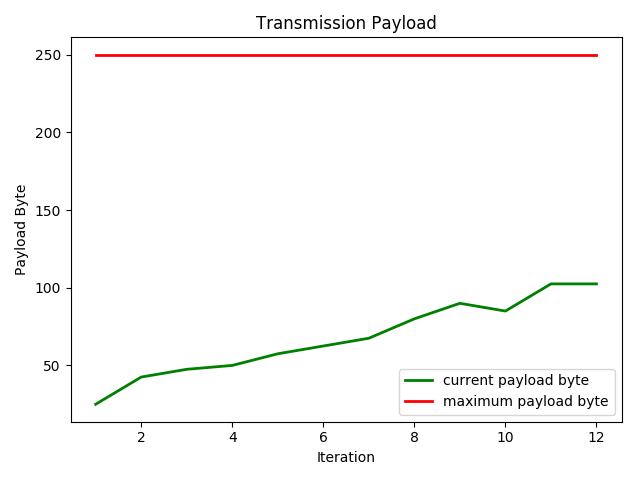 Transmission Payload
250
200
150
100
50
Payload Byte
2
4
6
8
10
12
Iteration
current payload byte
maximum payload byte